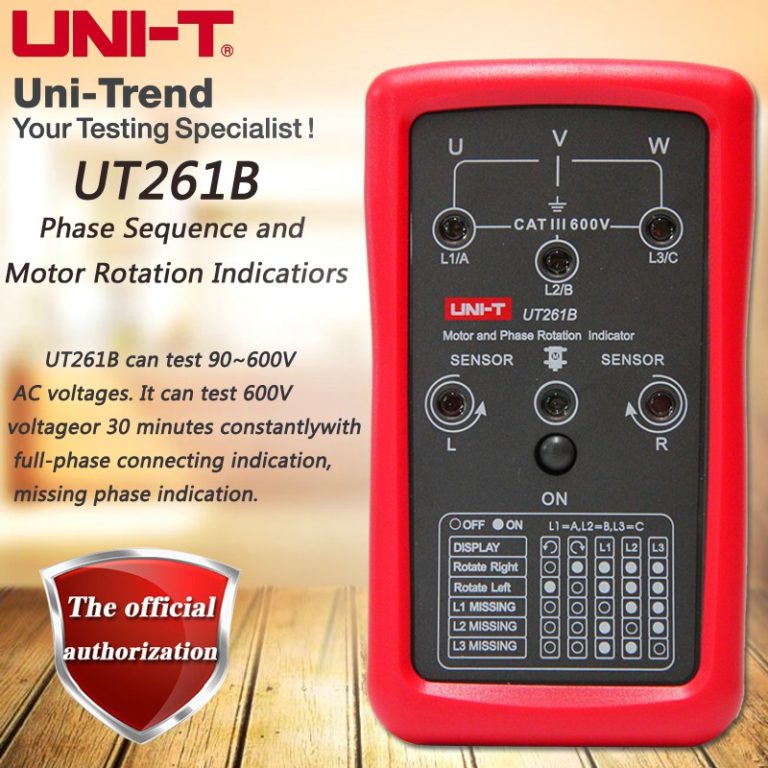 UNI-T®
Uni-Trend
Your Testing Specialist !
UT261B
Phase Sequence and
Motor Rotation Indicatiors
UT261B can test 90~600V
AC voltages. It can test 600V
voltageor 30 minutes constantlywith
full-phase connecting indication,
missing phase indication.
The official
authorization
U V W
CAT III 600V
L1/A L2/B L3/C
UNI-T UT261B
Motor and Phase Rotation Indicator
SENSOR M SENSOR
L R
ON
OFF ON L1=A,L2=B,L3=C
DISPLAY L1 L2 L3
Rotate Right
Rotate Left
L1 MISSING
L2 MISSING
L3 MISSING